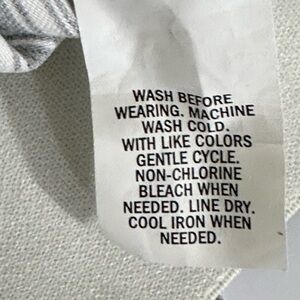 WASH BEFORE
WEARING. MACHINE
WASH COLD.
WITH LIKE COLORS
GENTLE CYCLE.
NON-CHLORINE
BLEACH WHEN
NEEDED. LINE DRY.
COOL IRON WHEN
NEEDED.